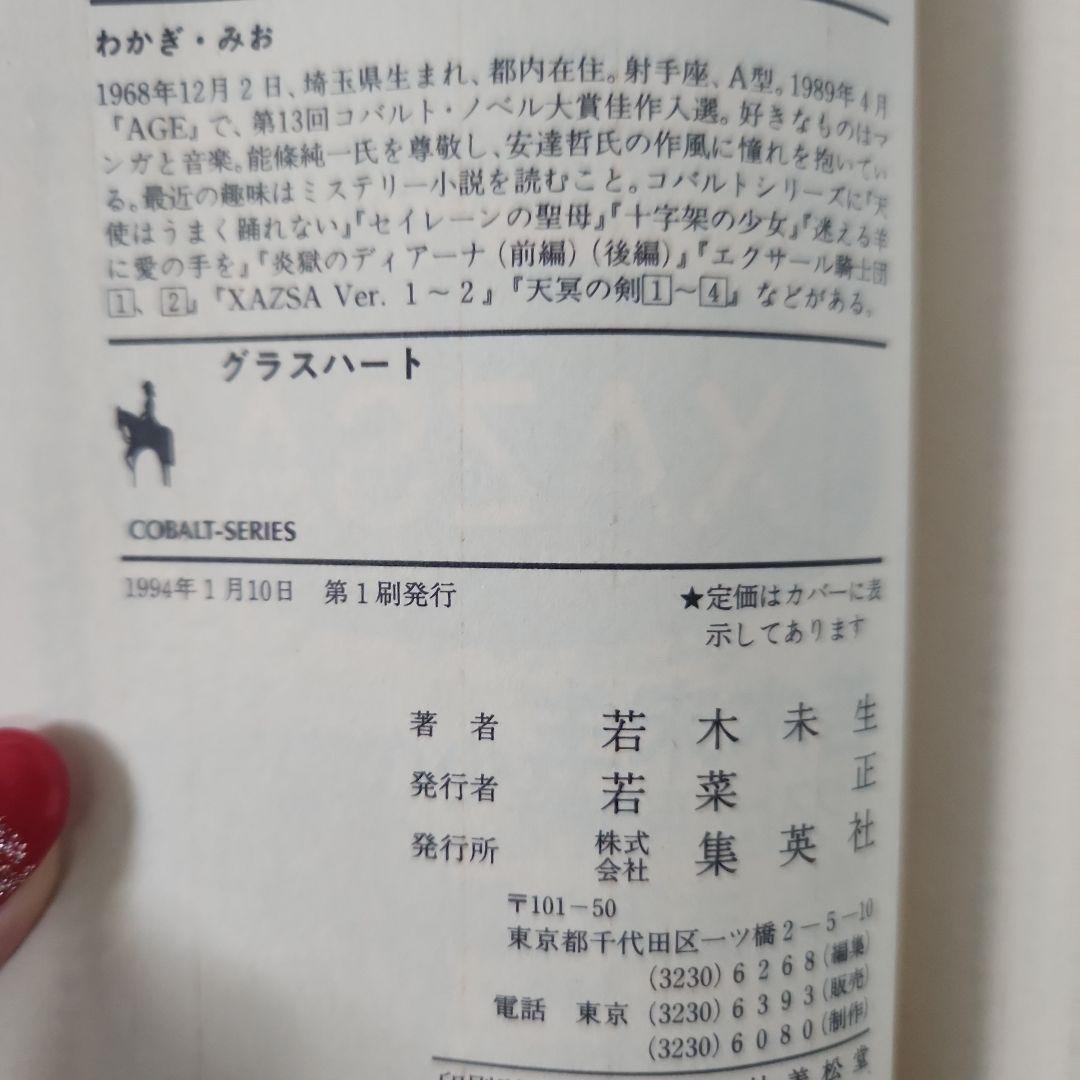 わかぎ・みお
1968年12月2日、埼玉県生まれ、都内在住。射手座、A型。1989年4月
『AGE』で、第13回コバルト・ノベル大賞佳作入選。好きなものはマ
ンガと音楽。能條純一氏を尊敬し、安達哲氏の作風に憧れを抱いてい
る。最近の趣味はミステリー小説を読むこと。コバルトシリーズに『天
使はうまく踊れない』『セイレーンの聖母』『十字架の少女』『迷える羊
に愛の手を』『炎獄のディアーナ(前編)(後編)』『エクサール騎士団
1、2』『XAZSA Ver. 1～2』『天冥の剣1～4』などがある。
グラスハート
COBALT-SERIES
1994年1月10日 第1刷発行
★定価はカバーに表
示してあります
著者 若木未生
発行者 若菜正
発行所 株式会社 集英社
〒101-50
東京都千代田区一ツ橋2-5-10
(3230)6268(編集)
電話 東京 (3230)6393(販売)
(3230)6080(制作)
美松堂